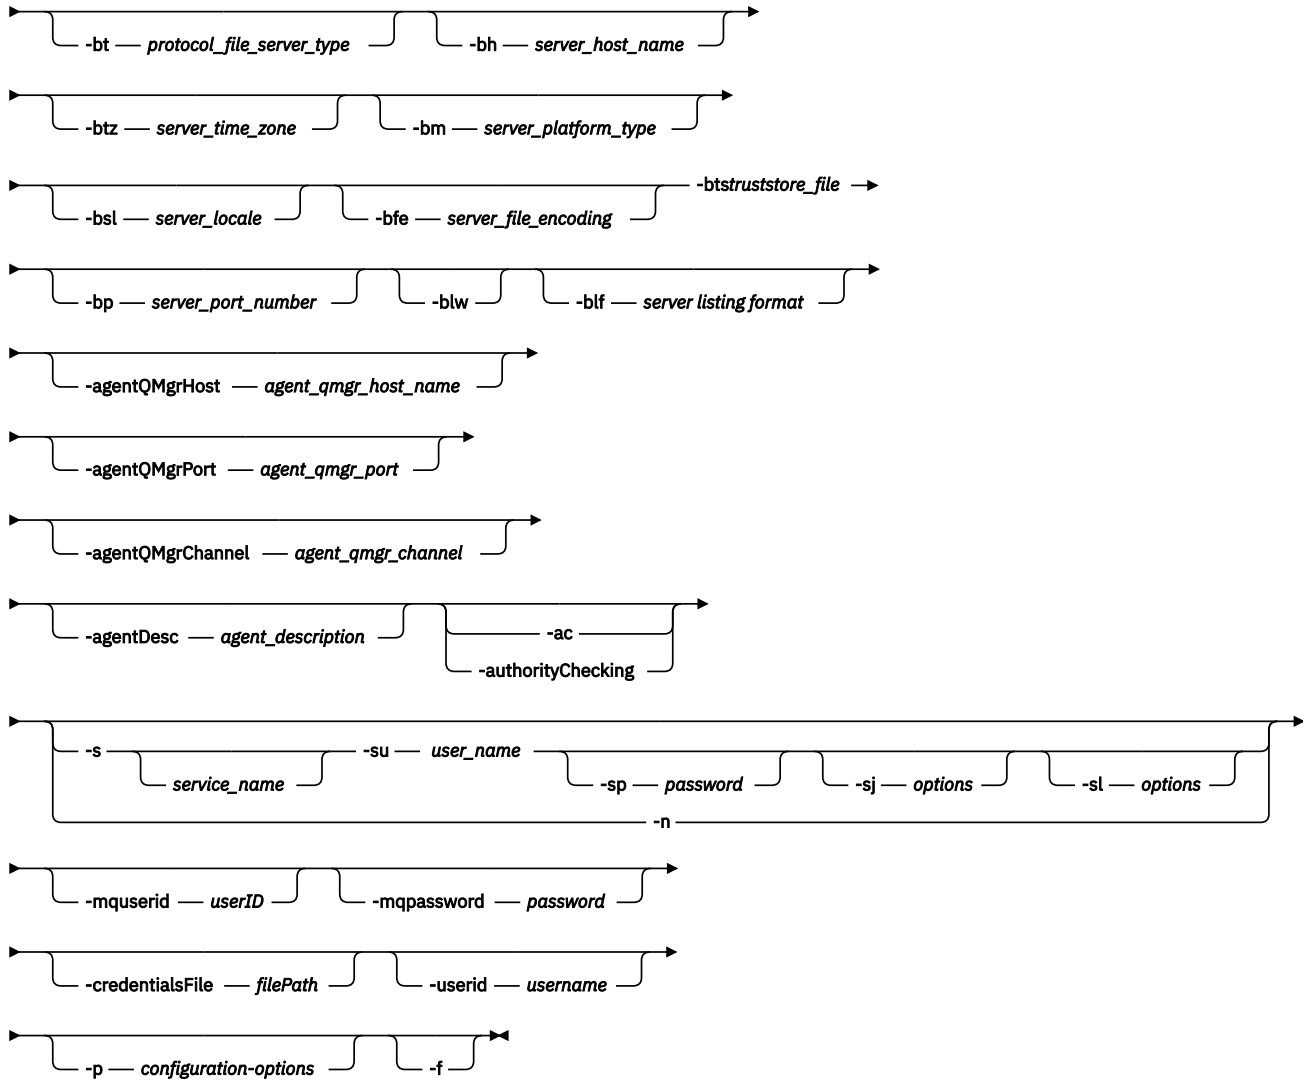 -bt protocol_file_server_type -bh server_host_name
-btz server_time_zone -bm server_platform_type
-btstruststore_file
-bsl server_locale -bfe server_file_encoding
-bp server_port_number -blw -blf server listing format
-agentQMgrHost agent_qmgr_host_name
-agentQMgrPort agent_qmgr_port
-agentQMgrChannel agent_qmgr_channel
-agentDesc agent_description -ac
-authorityChecking
-s -su user_name
service_name -sp password -sj options -sl options
-n
-mquserid userID -mqpassword password
-credentialsFile filePath -userid username
-p configuration-options -f